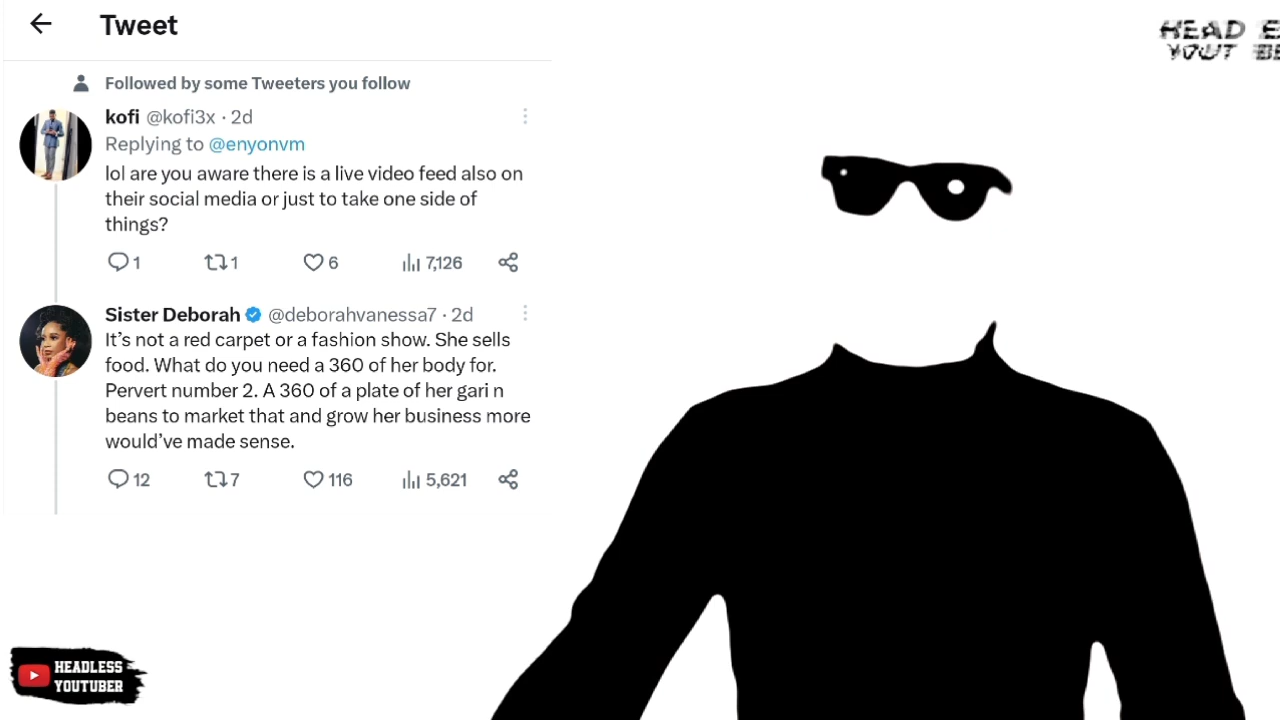 Tweet
Followed by some Tweeters you follow
kofi @kofi3x · 2d
Replying to @enyonvm
lol are you aware there is a live video feed also on
their social media or just to take one side of
things?
1 1 6 7,126
Sister Deborah @deborahvanessa7 · 2d
It's not a red carpet or a fashion show. She sells
food. What do you need a 360 of her body for.
Pervert number 2. A 360 of a plate of her gari n
beans to market that and grow her business more
would've made sense.
12 7 116 5,621
HEADLESS
YOUTUBER